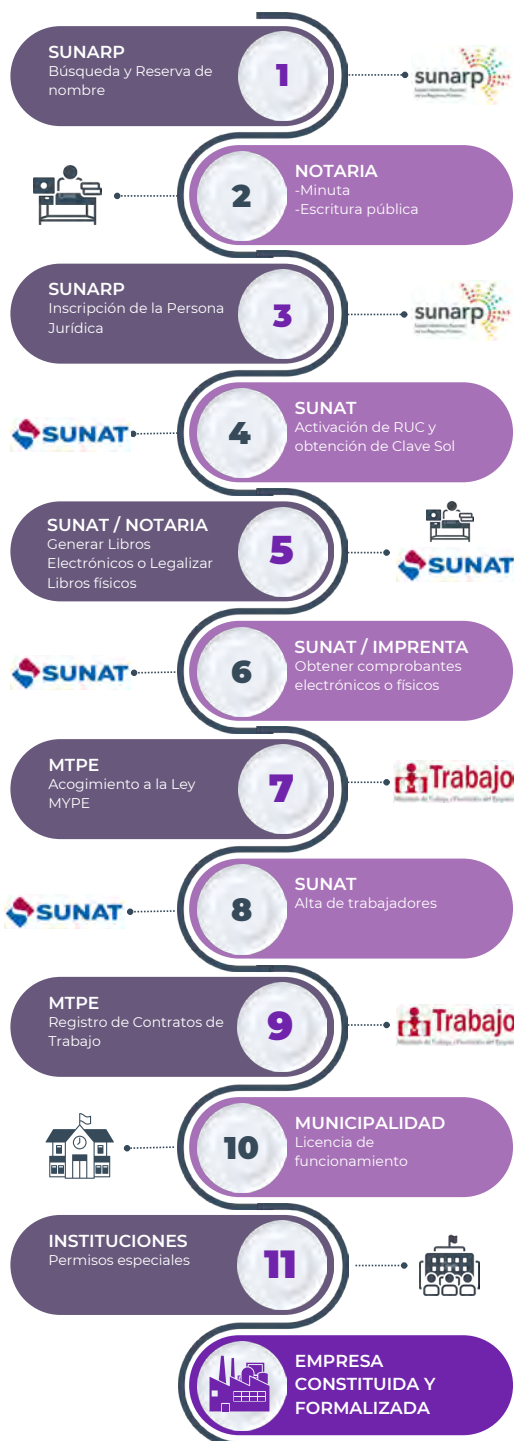 SUNARP
Búsqueda y Reserva de
nombre
1
sunarp
NOTARIA
-Minuta
-Escritura pública
2
SUNARP
Inscripción de la Persona
Jurídica
3
sunarp
SUNAT
SUNAT
Activación de RUC y
obtención de Clave Sol
4
SUNAT / NOTARIA
Generar Libros
Electrónicos o Legalizar
Libros físicos
5
SUNAT
SUNAT
SUNAT / IMPRENTA
Obtener comprobantes
electrónicos o físicos
6
MTPE
Acogimiento a la Ley
MYPE
7
Trabajo
SUNAT
SUNAT
Alta de trabajadores
8
MTPE
Registro de Contratos de
Trabajo
9
Trabajo
MUNICIPALIDAD
Licencia de
funcionamiento
10
INSTITUCIONES
Permisos especiales
11
EMPRESA
CONSTITUIDA Y
FORMALIZADA